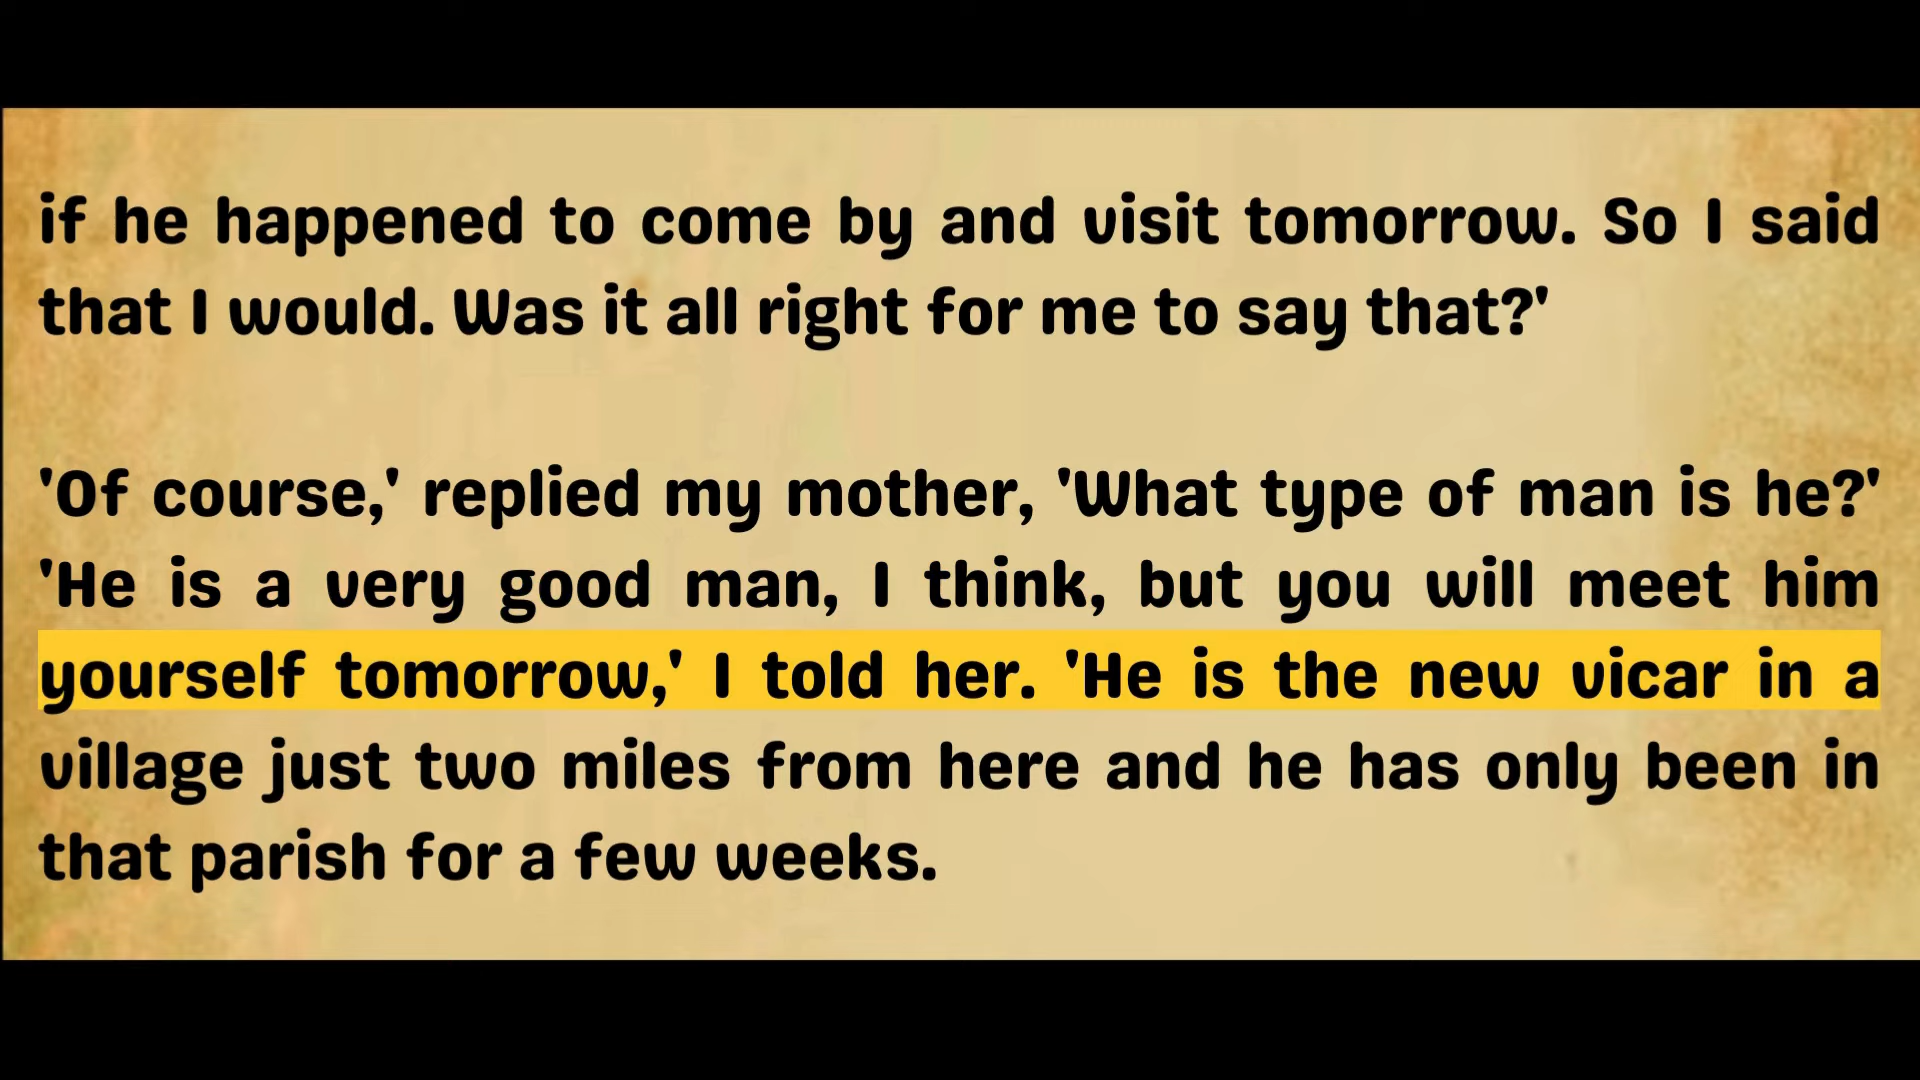 if he happened to come by and visit tomorrow. So I said
that I would. Was it all right for me to say that?'
'Of course,' replied my mother, 'What type of man is he?'
'He is a very good man, I think, but you will meet him
yourself tomorrow,' I told her. 'He is the new vicar in a
village just two miles from here and he has only been in
that parish for a few weeks.